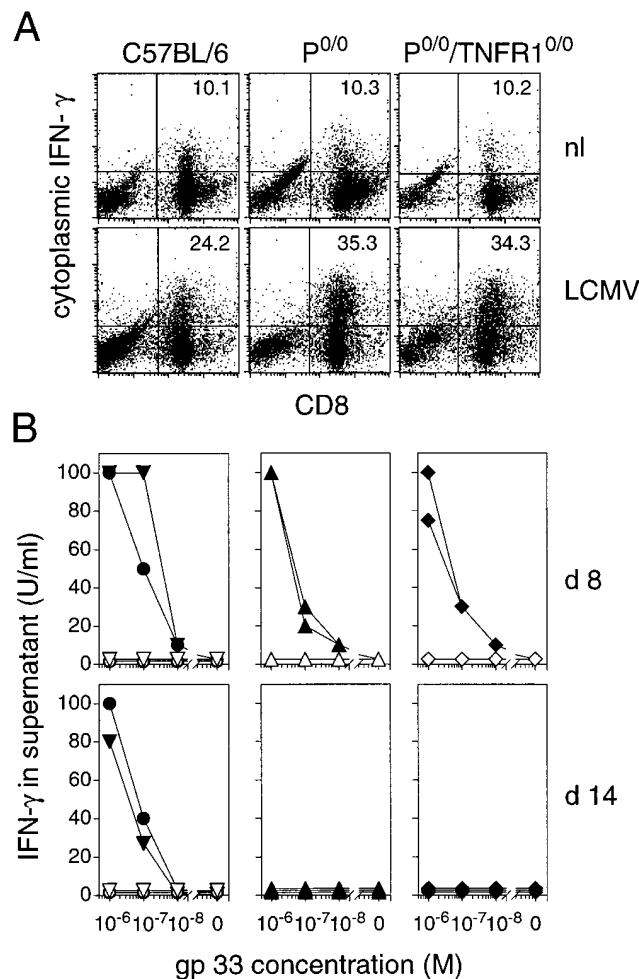 A
C57BL/6 P⁰/⁰ P⁰/⁰/TNFR1⁰/⁰
cytoplasmic IFN- γ
10.1 10.3 10.2
nl
24.2 35.3 34.3
LCMV
CD8
B
IFN-γ in supernatant (U/ml)
100
80
60
40
20
0
d 8
100
80
60
40
20
0
d 14
10⁻⁶ 10⁻⁷ 10⁻⁸ 0 10⁻⁶ 10⁻⁷ 10⁻⁸ 0 10⁻⁶ 10⁻⁷ 10⁻⁸ 0
gp 33 concentration (M)